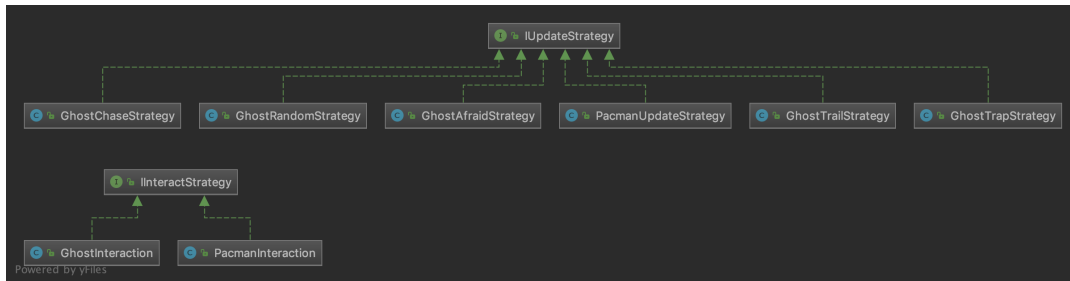 IUpdateStrategy
GhostChaseStrategy GhostRandomStrategy GhostAfraidStrategy PacmanUpdateStrategy GhostTrailStrategy GhostTrapStrategy
IInteractStrategy
GhostInteraction PacmanInteraction
Powered by yFiles